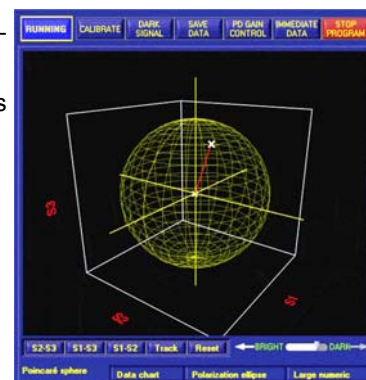 RUNNING CALIBRATE DARK SIGNAL SAVE DATA PD GAIN CONTROL IMMEDIATE DATA STOP PROGRAM
s
S3
S2
S1
S2-S3 S1-S3 S1-S2 Track Reset BRIGHT DARK
Poincaré sphere Data chart Polarization ellipse Large numeric